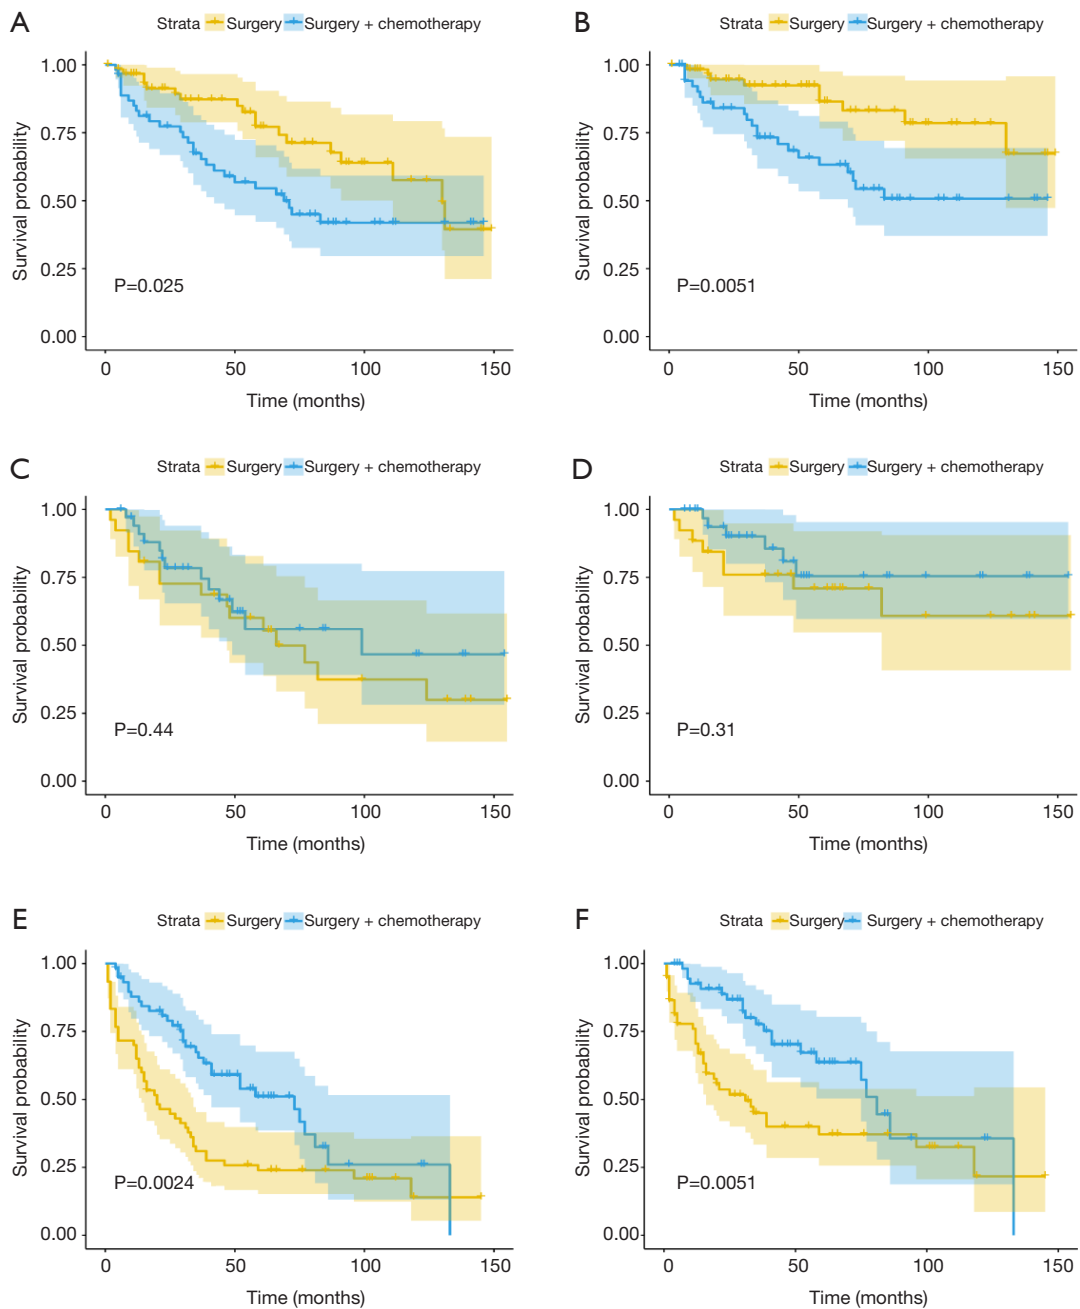 A
Strata Surgery Surgery + chemotherapy
Survival probability
1.00
0.75
0.50
0.25
0.00
P=0.025
0 50 100 150
Time (months)
B
Strata Surgery Surgery + chemotherapy
Survival probability
1.00
0.75
0.50
0.25
0.00
P=0.0051
0 50 100 150
Time (months)
C
Strata Surgery Surgery + chemotherapy
Survival probability
1.00
0.75
0.50
0.25
0.00
P=0.44
0 50 100 150
Time (months)
D
Strata Surgery Surgery + chemotherapy
Survival probability
1.00
0.75
0.50
0.25
0.00
P=0.31
0 50 100 150
Time (months)
E
Strata Surgery Surgery + chemotherapy
Survival probability
1.00
0.75
0.50
0.25
0.00
P=0.0024
0 50 100 150
Time (months)
F
Strata Surgery Surgery + chemotherapy
Survival probability
1.00
0.75
0.50
0.25
0.00
P=0.0051
0 50 100 150
Time (months)